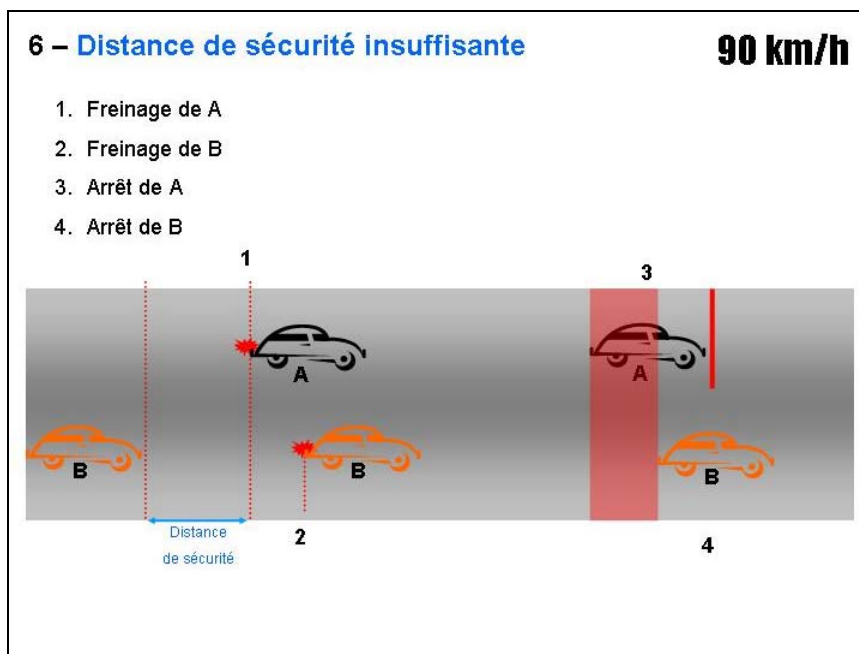 6 – Distance de sécurité insuffisante
90 km/h
1. Freinage de A
2. Freinage de B
3. Arrêt de A
4. Arrêt de B
1
3
A
A
B
B
B
Distance
de sécurité
2
4